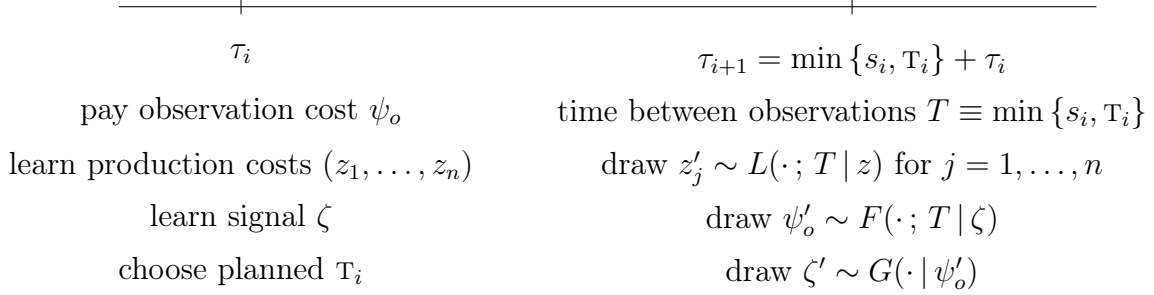 τ_i
τ_{i+1} = min {s_i, T_i} + τ_i
pay observation cost ψ_o
time between observations T ≡ min {s_i, T_i}
learn production costs (z_1, …, z_n)
draw z′_j ∼ L(· ; T | z) for j = 1, …, n
learn signal ζ
draw ψ′_o ∼ F(· ; T | ζ)
choose planned T_i
draw ζ′ ∼ G(· | ψ′_o)